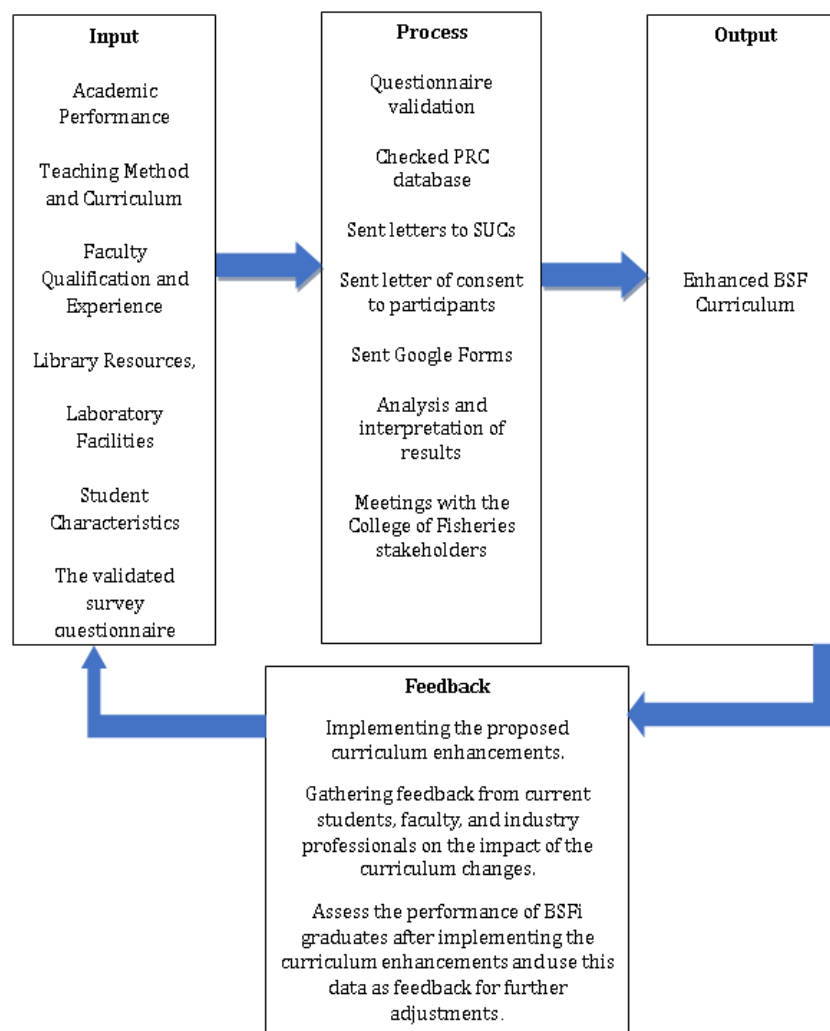 Input
Academic
Performance
Teaching Method
and Curriculum
Faculty
Qualification and
Experience
Library Resources,
Laboratory
Facilities
Student
Characteristics
The validated
survey
questionnaire
Process
Questionnaire
validation
Checked PRC
database
Sent letters to SUCs
Sent letter of consent
to participants
Sent Google Forms
Analysis and
interpretation of
results
Meetings with the
College of Fisheries
stakeholders
Output
Enhanced BSF
Curriculum
Feedback
Implementing the proposed
curriculum enhancements.
Gathering feedback from current
students, faculty, and industry
professionals on the impact of the
curriculum changes.
Assess the performance of BSFi
graduates after implementing the
curriculum enhancements and use this
data as feedback for further
adjustments.